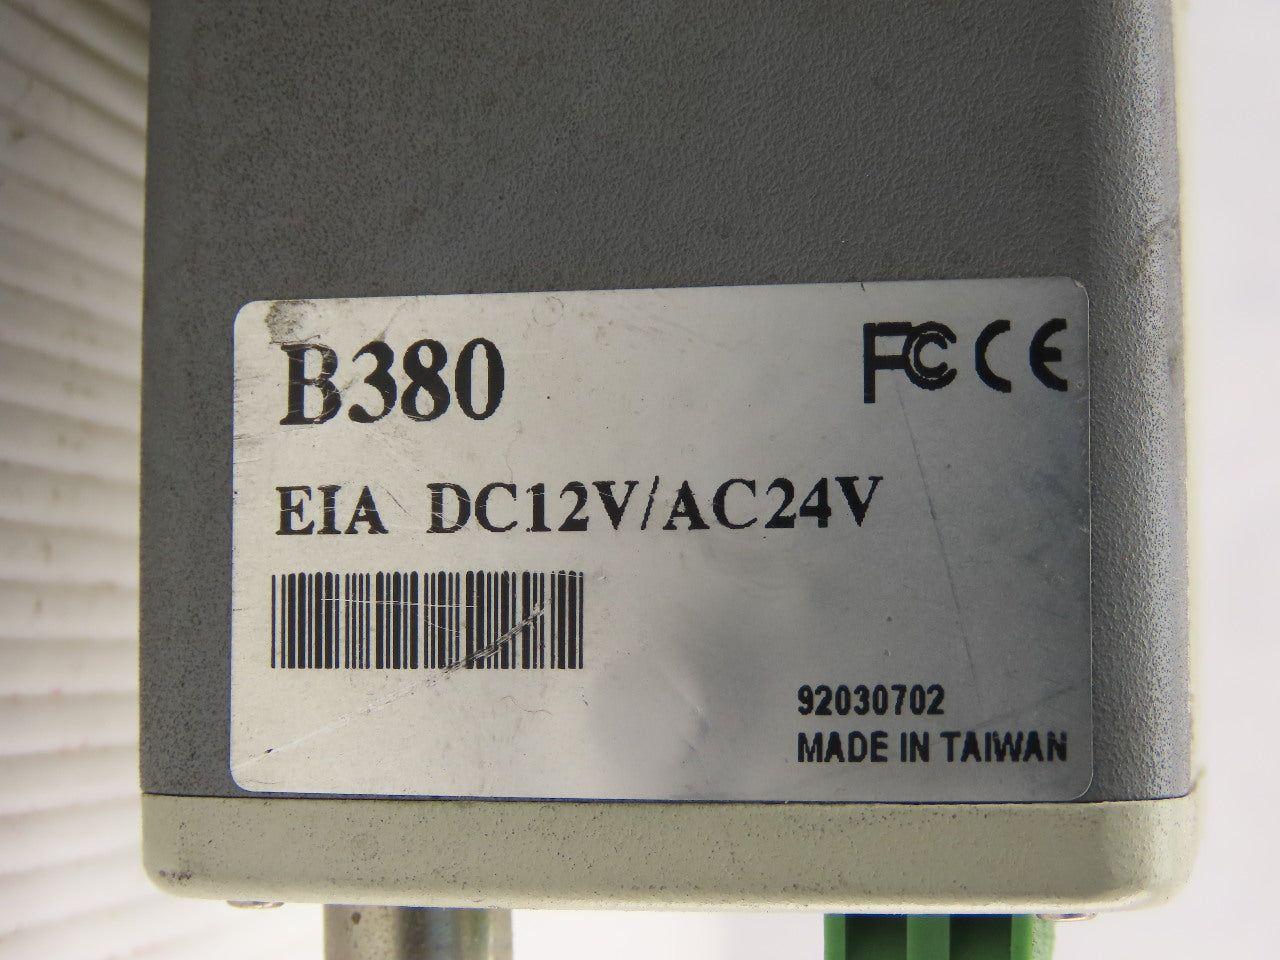 B380
FC CE
EIA DC12V/AC24V
92030702
MADE IN TAIWAN